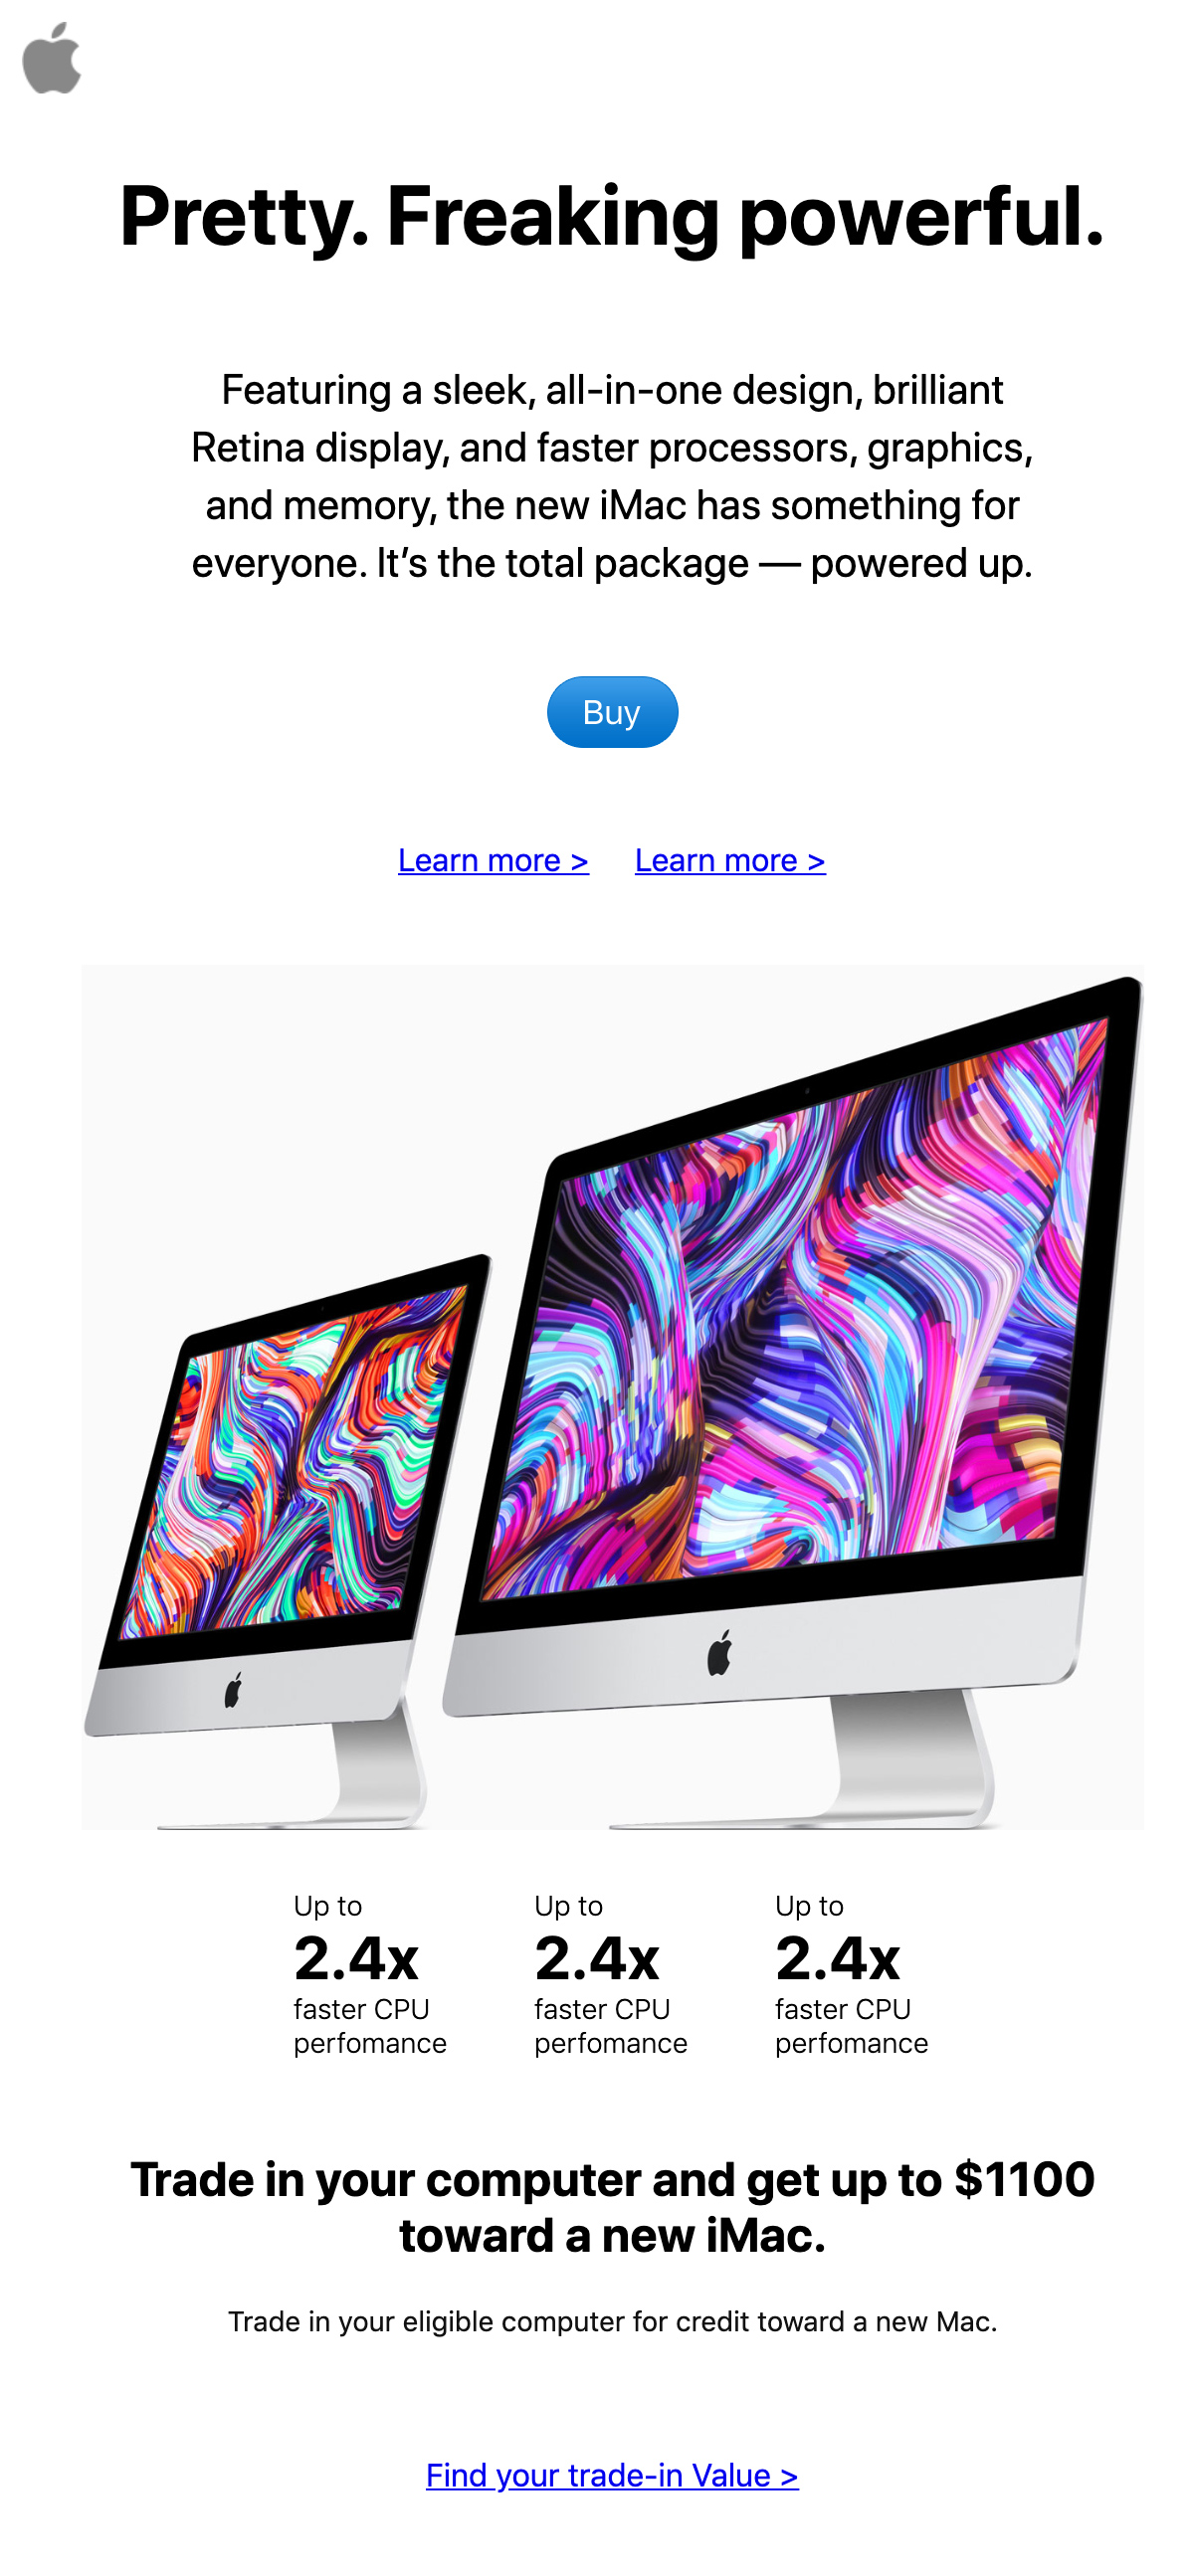 Pretty. Freaking powerful.
Featuring a sleek, all-in-one design, brilliant
Retina display, and faster processors, graphics,
and memory, the new iMac has something for
everyone. It’s the total package — powered up.
Buy
Learn more >
Learn more >
Up to
2.4x
faster CPU
perfomance
Up to
2.4x
faster CPU
perfomance
Up to
2.4x
faster CPU
perfomance
Trade in your computer and get up to $1100
toward a new iMac.
Trade in your eligible computer for credit toward a new Mac.
Find your trade-in Value >